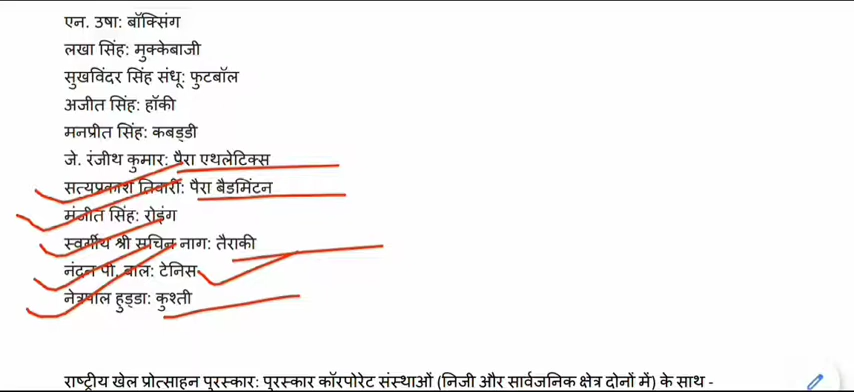 एन. उषा: बॉक्सिंग
लखा सिंह: मुक्केबाजी
सुखविंदर सिंह संधू: फुटबॉल
अजीत सिंह: हॉकी
मनप्रीत सिंह: कबड्डी
जे. रंजीथ कुमार: पैरा एथलेटिक्स
सत्यप्रकाश तिवारी: पैरा बैडमिंटन
मंजीत सिंह: रोइंग
स्वर्गीय श्री सचिन नाग: तैराकी
नंदन पी. बाल: टेनिस
नेत्रपाल हुड्डा: कुश्ती
राष्ट्रीय खेल प्रोत्साहन पुरस्कार: पुरस्कार कॉरपोरेट संस्थाओं (निजी और सार्वजनिक क्षेत्र दोनों में) के साथ -